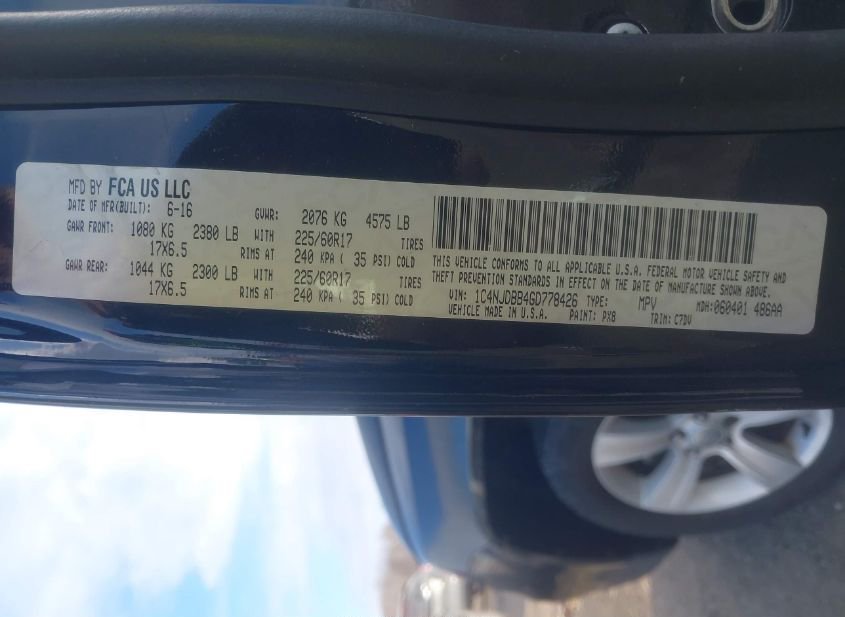 MFD BY FCA US LLC
DATE OF MFR(BUILT): 6-16 GVWR: 2076 KG 4575 LB
GAWR FRONT: 1080 KG 2380 LB WITH 225/60R17 TIRES
17X6.5 RIMS AT 240 KPA ( 35 PSI) COLD
GAWR REAR: 1044 KG 2300 LB WITH 225/60R17 TIRES
17X6.5 RIMS AT 240 KPA ( 35 PSI) COLD
THIS VEHICLE CONFORMS TO ALL APPLICABLE U.S.A. FEDERAL MOTOR VEHICLE SAFETY AND
THEFT PREVENTION STANDARDS IN EFFECT ON THE DATE OF MANUFACTURE SHOWN ABOVE.
VIN: 1C4NJDBB4GD778426 TYPE: MPV MDH:060401 486AA
VEHICLE MADE IN U.S.A. PAINT: PX8 TRIM: C7DV